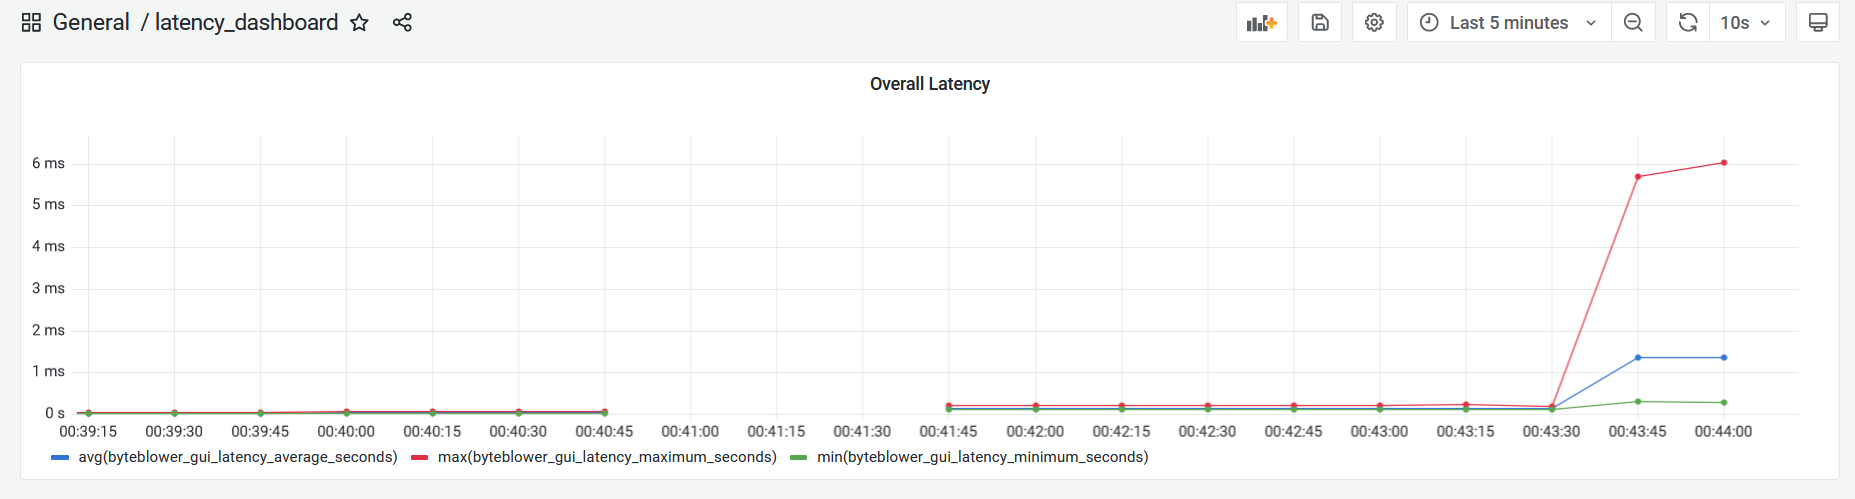 General / latency_dashboard
Last 5 minutes
10s
Overall Latency
6 ms
5 ms
4 ms
3 ms
2 ms
1 ms
0 s
00:39:15 00:39:30 00:39:45 00:40:00 00:40:15 00:40:30 00:40:45 00:41:00 00:41:15 00:41:30 00:41:45 00:42:00 00:42:15 00:42:30 00:42:45 00:43:00 00:43:15 00:43:30 00:43:45 00:44:00
avg(byteblower_gui_latency_average_seconds) max(byteblower_gui_latency_maximum_seconds) min(byteblower_gui_latency_minimum_seconds)